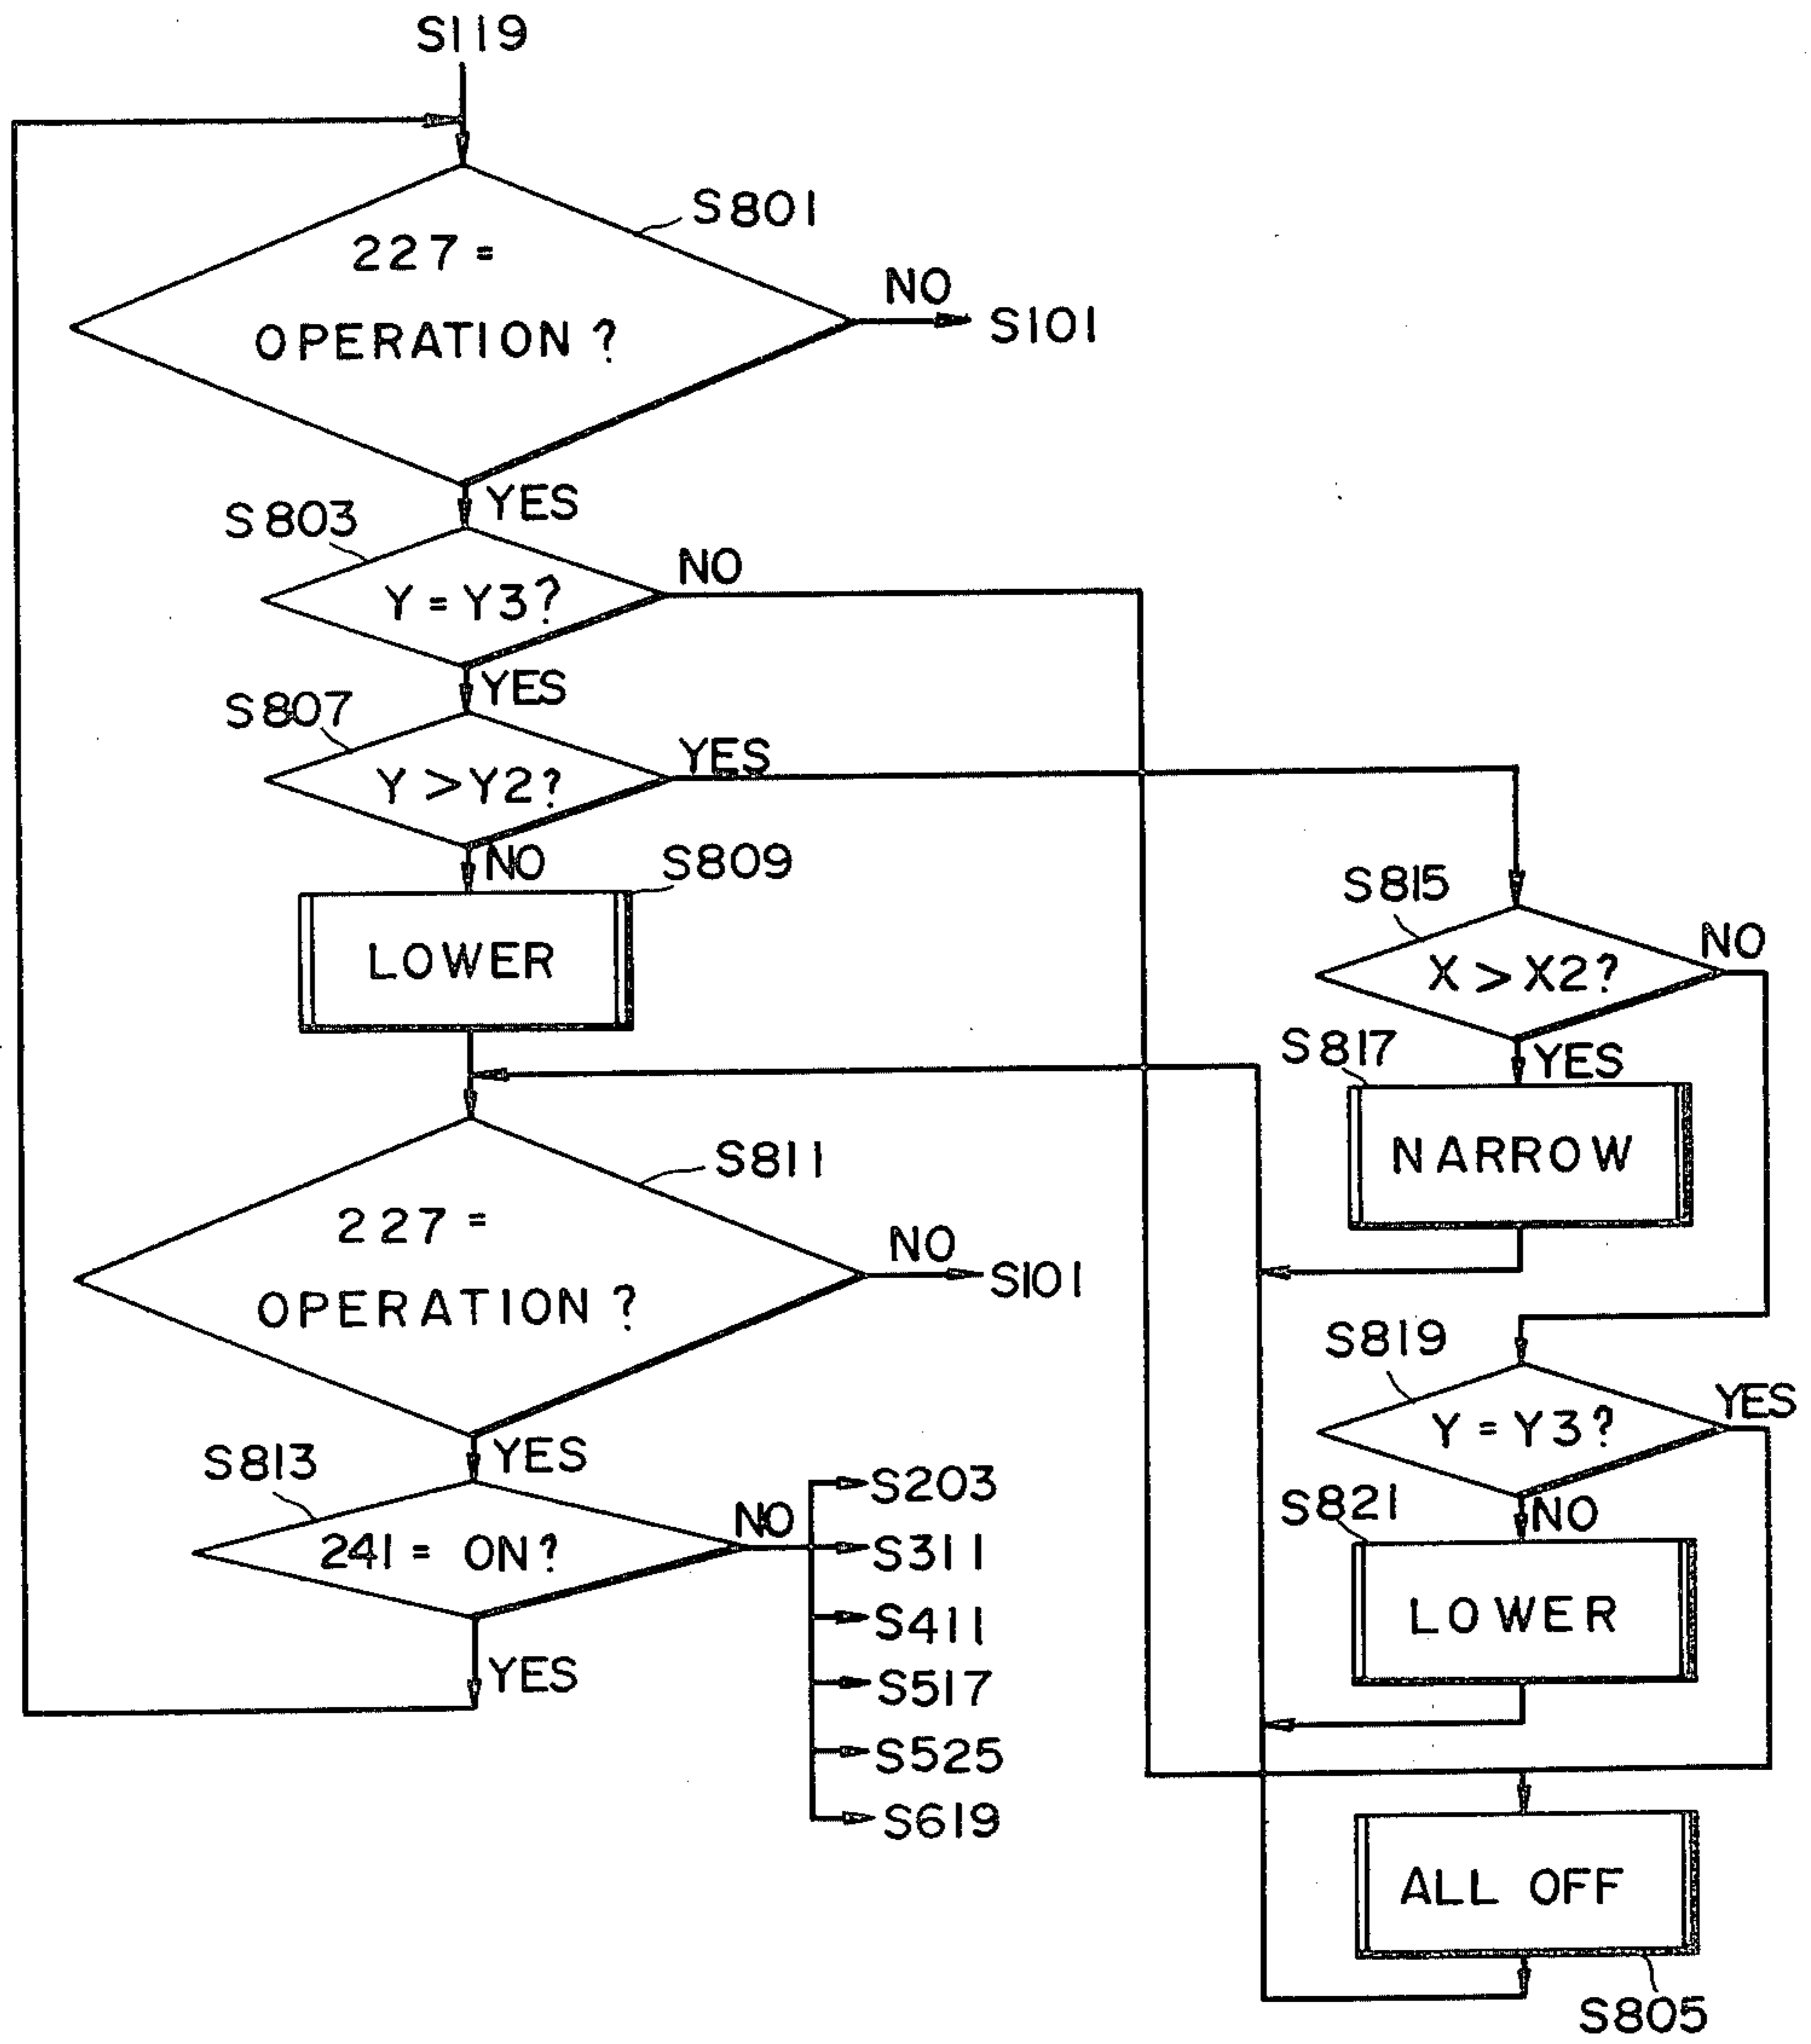 S119
S801
227 =
OPERATION ?
NO
S101
YES
S803
Y = Y3?
NO
YES
S807
Y > Y2?
YES
NO
S809
LOWER
S815
X > X2?
NO
YES
S817
NARROW
S811
227 =
OPERATION ?
NO
S101
YES
S819
Y = Y3?
YES
NO
S821
LOWER
S813
241 = ON?
NO
YES
S203
S311
S411
S517
S525
S619
ALL OFF
S805